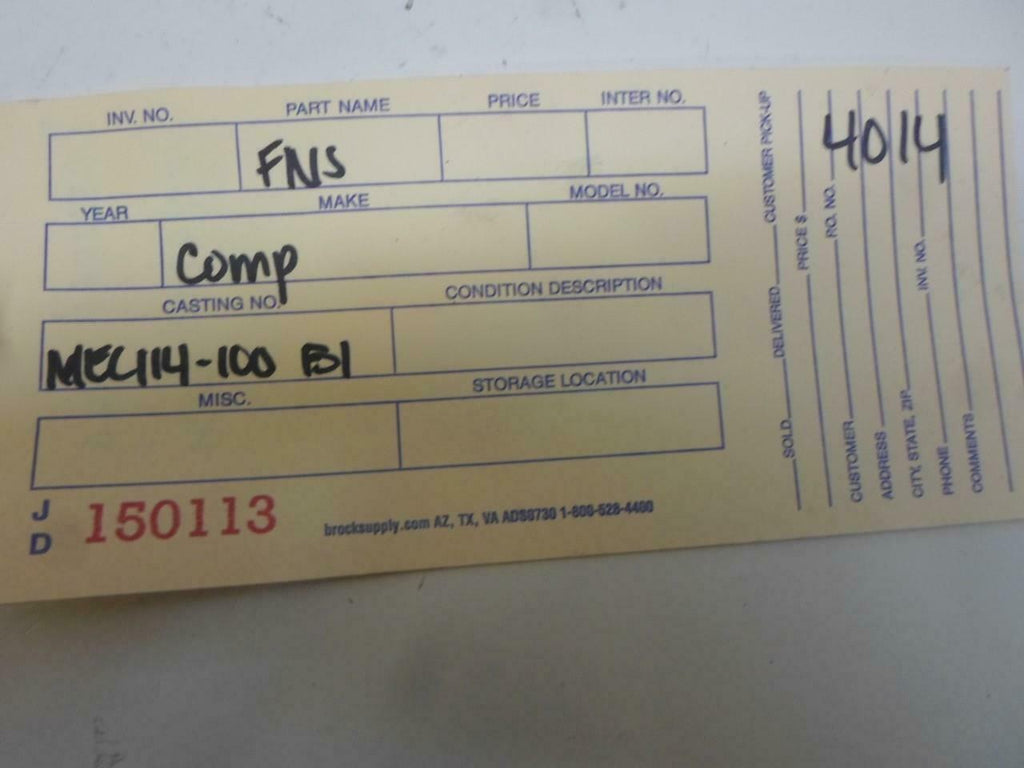 INV. NO. PART NAME PRICE INTER NO.
FNS
YEAR MAKE MODEL NO.
Comp
CASTING NO. CONDITION DESCRIPTION
MEC114-100 B1
MISC. STORAGE LOCATION
J D 150113
brocksupply.com AZ, TX, VA ADS8730 1-800-528-4400
SOLD DELIVERED CUSTOMER PICK-UP
PRICE $
P.O. NO.
4014
CUSTOMER
ADDRESS
CITY, STATE, ZIP
INV. NO.
PHONE
COMMENTS